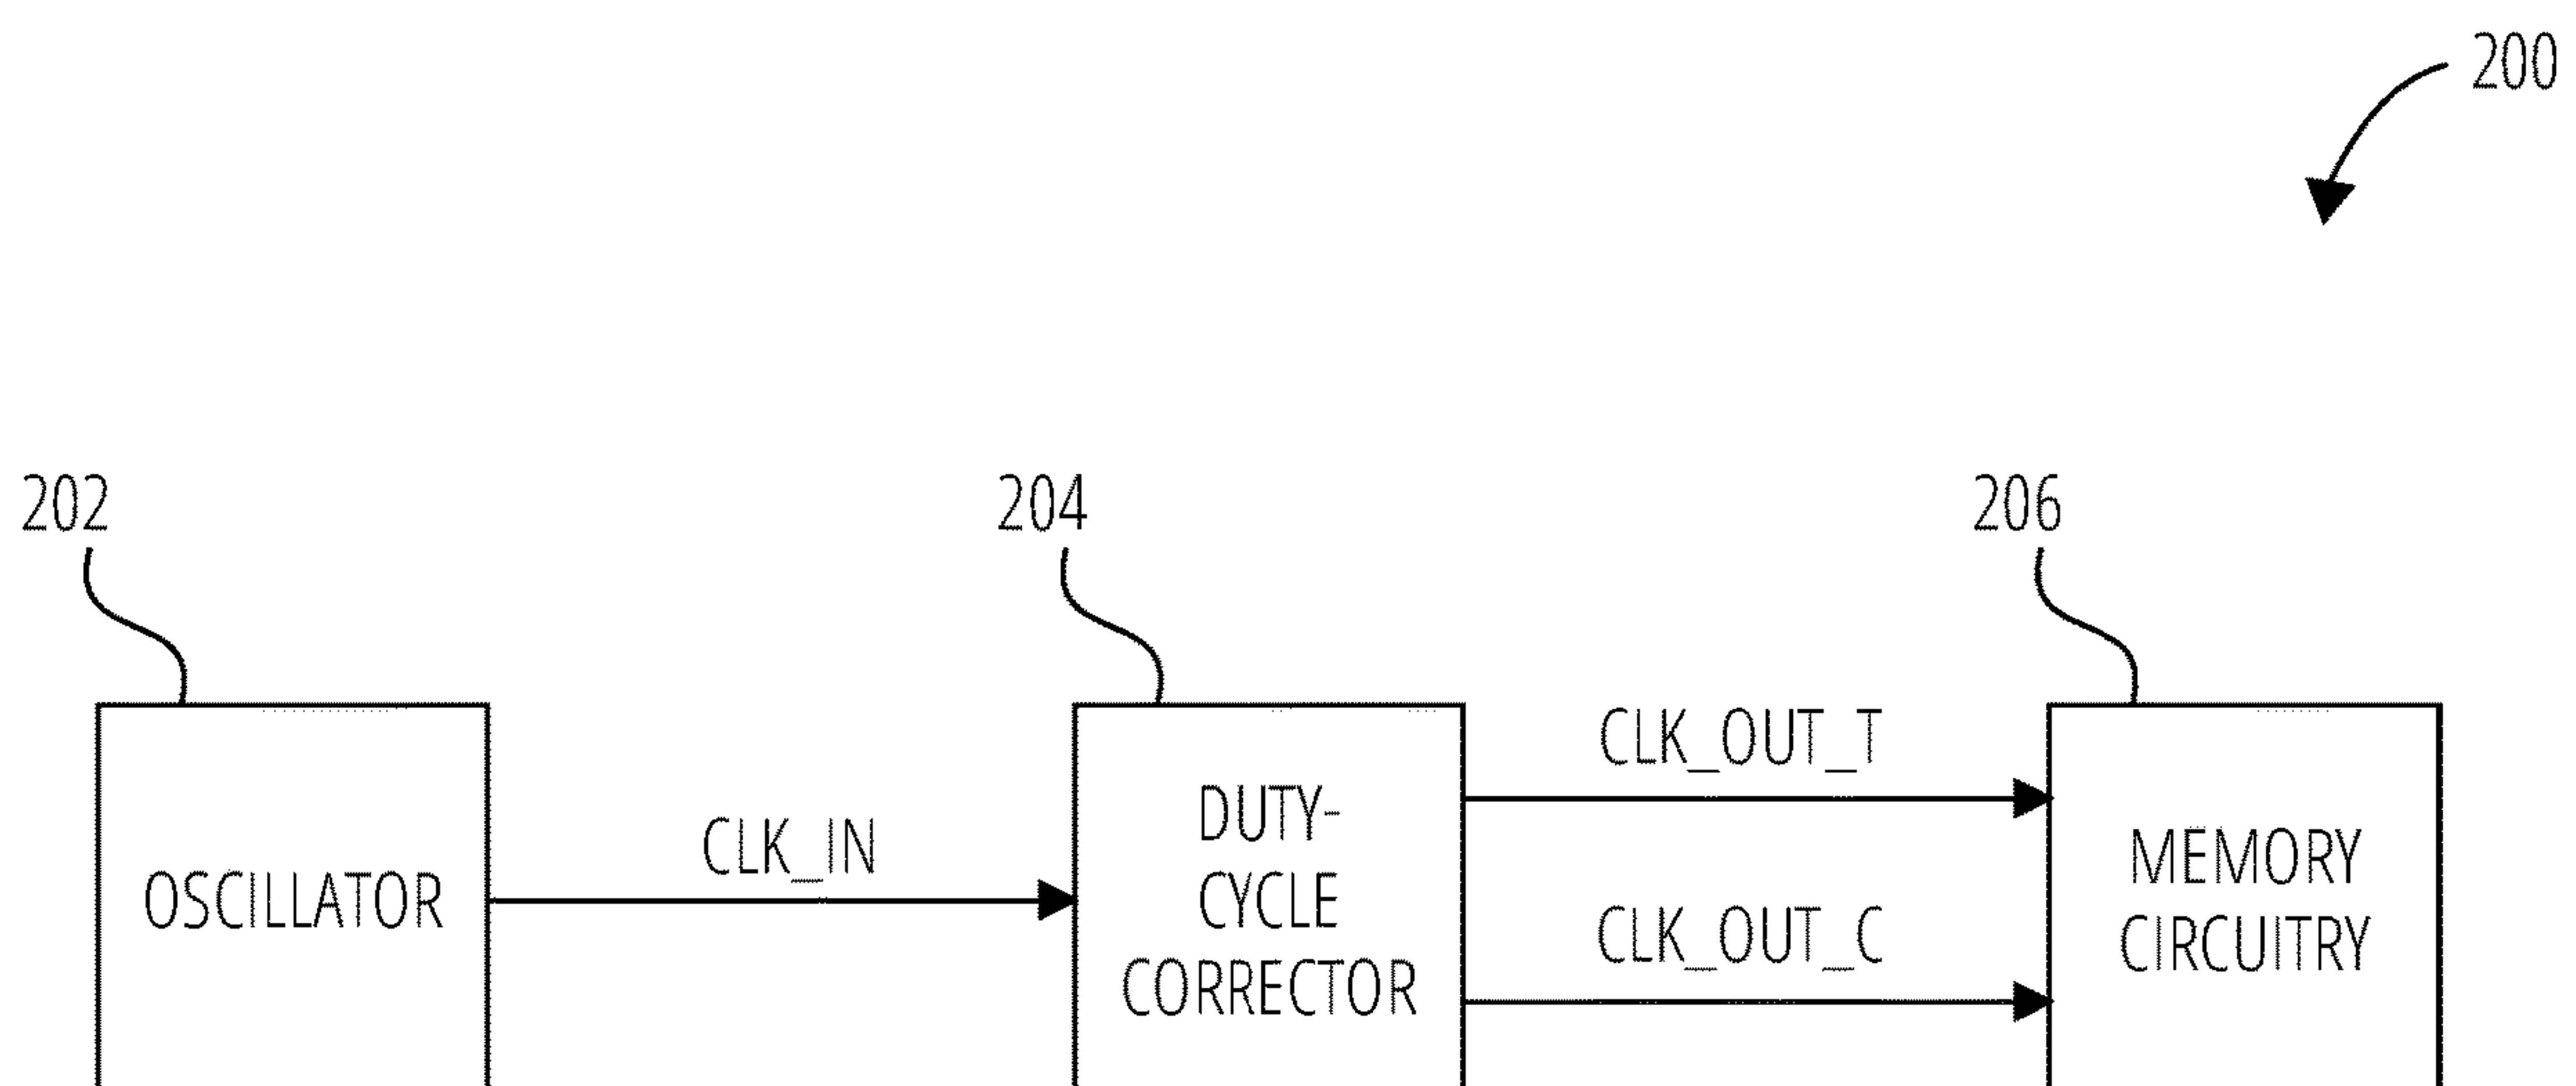 200
202
204
206
OSCILLATOR
CLK_IN
DUTY-
CYCLE
CORRECTOR
CLK_OUT_T
CLK_OUT_C
MEMORY
CIRCUITRY